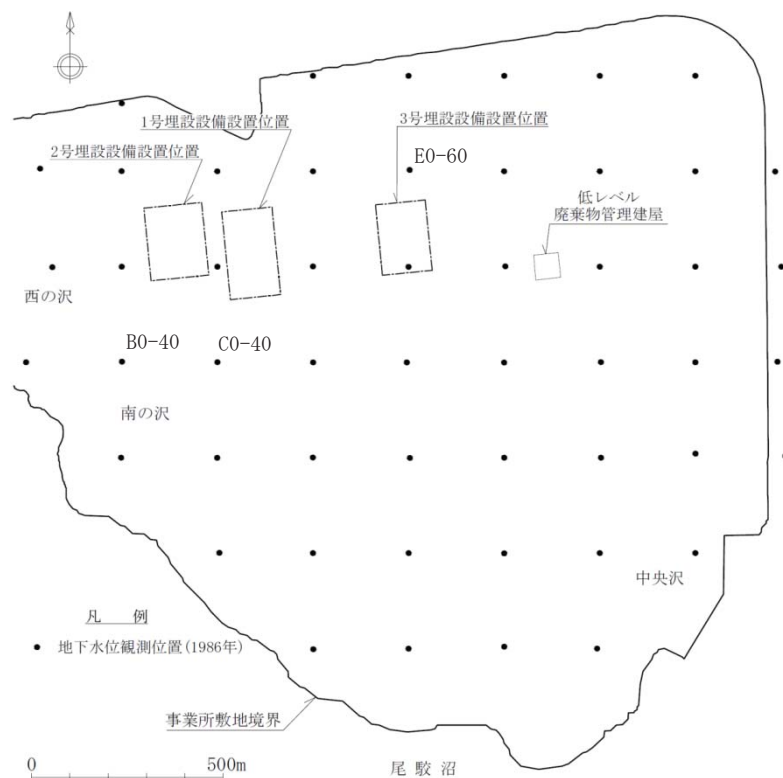 1号埋設設備設置位置
3号埋設設備設置位置
2号埋設設備設置位置
E0-60
低レベル
廃棄物管理建屋
西の沢
B0-40
C0-40
南の沢
中央沢
凡 例
地下水位観測位置(1986年)
事業所敷地境界
0 500m
尾駮沼